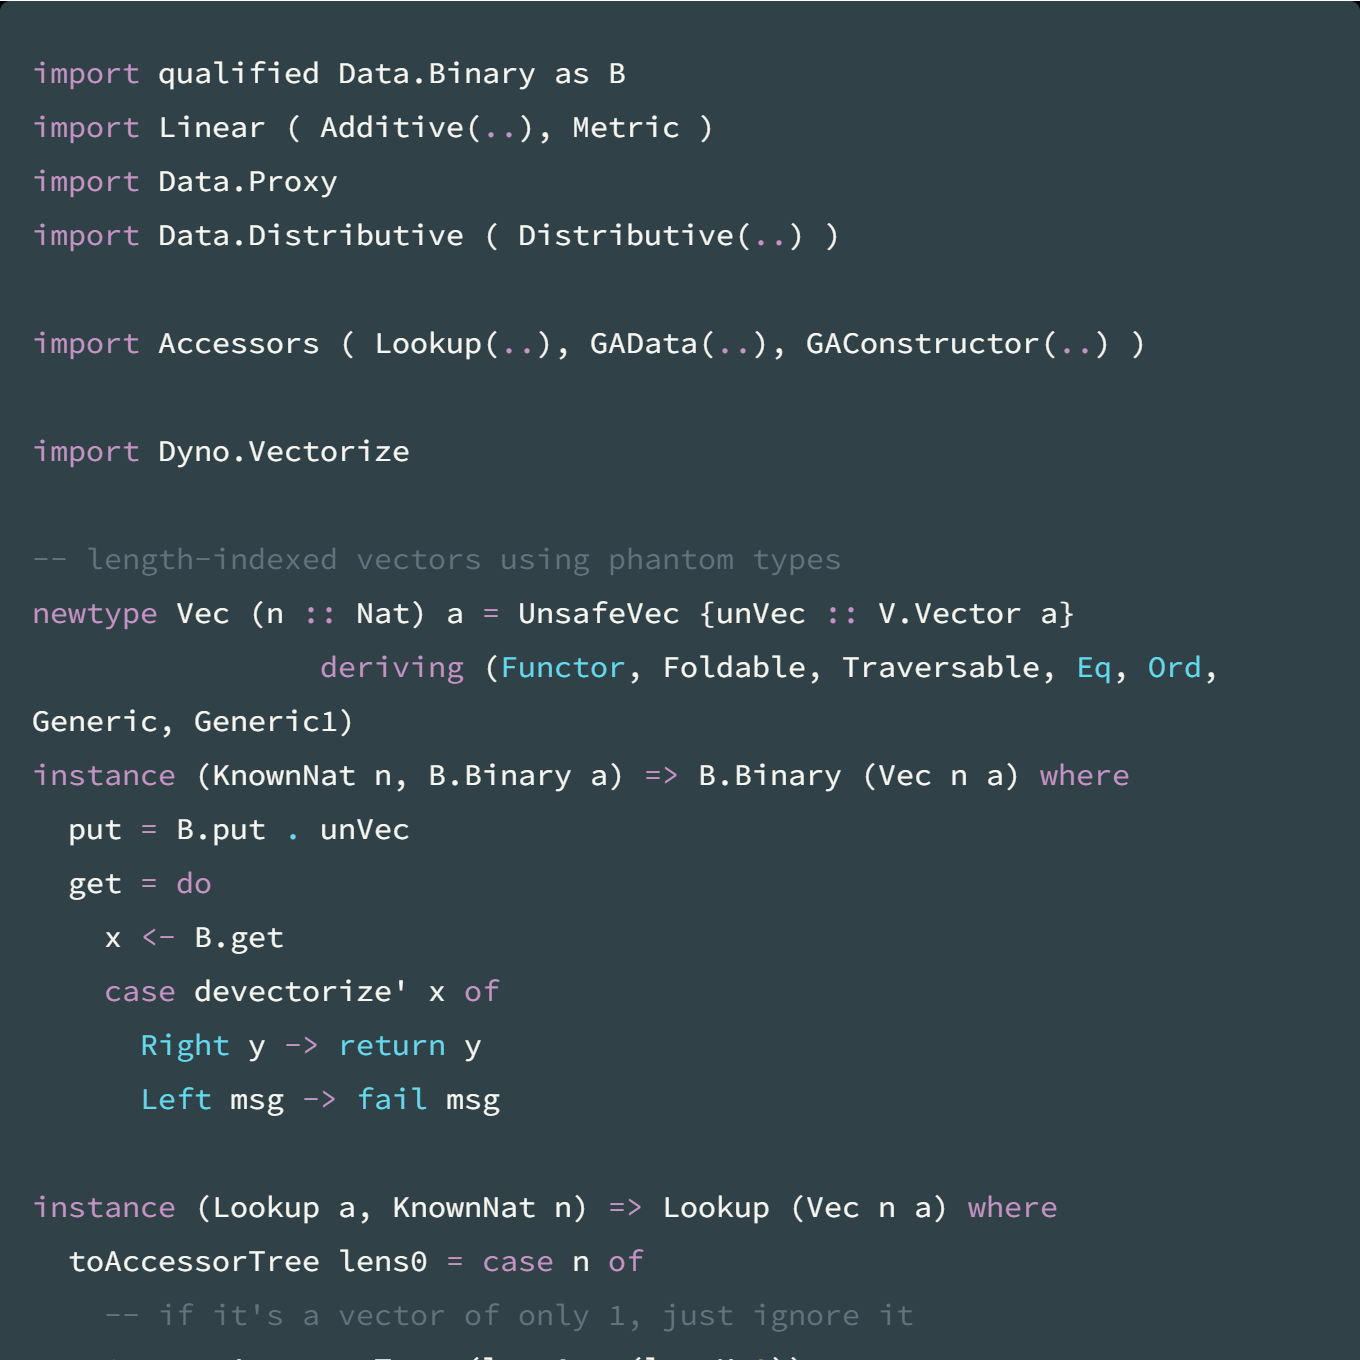 import qualified Data.Binary as B
import Linear ( Additive(..), Metric )
import Data.Proxy
import Data.Distributive ( Distributive(..) )
import Accessors ( Lookup(..), GAData(..), GAConstructor(..) )
import Dyno.Vectorize
-- length-indexed vectors using phantom types
newtype Vec (n :: Nat) a = UnsafeVec {unVec :: V.Vector a}
                deriving (Functor, Foldable, Traversable, Eq, Ord,
Generic, Generic1)
instance (KnownNat n, B.Binary a) => B.Binary (Vec n a) where
  put = B.put . unVec
  get = do
    x <- B.get
    case devectorize' x of
      Right y -> return y
      Left msg -> fail msg
instance (Lookup a, KnownNat n) => Lookup (Vec n a) where
  toAccessorTree lens0 = case n of
    -- if it's a vector of only 1, just ignore it